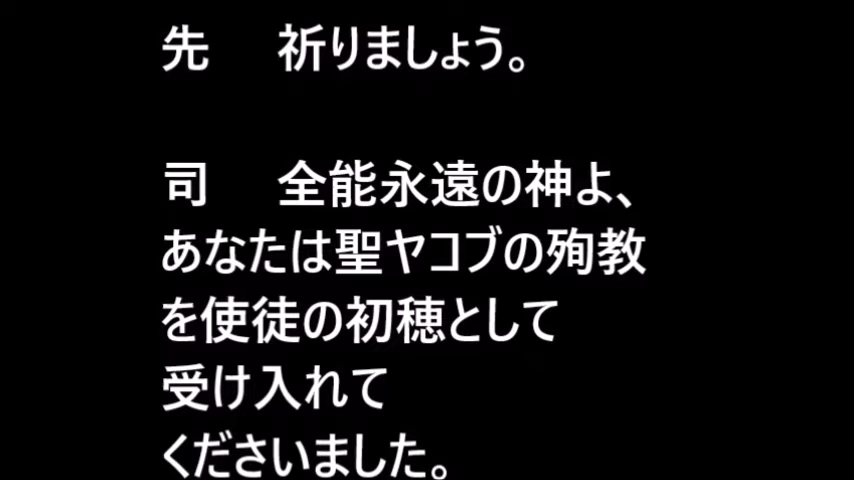 先　祈りましょう。
司　全能永遠の神よ、
あなたは聖ヤコブの殉教
を使徒の初穂として
受け入れて
くださいました。